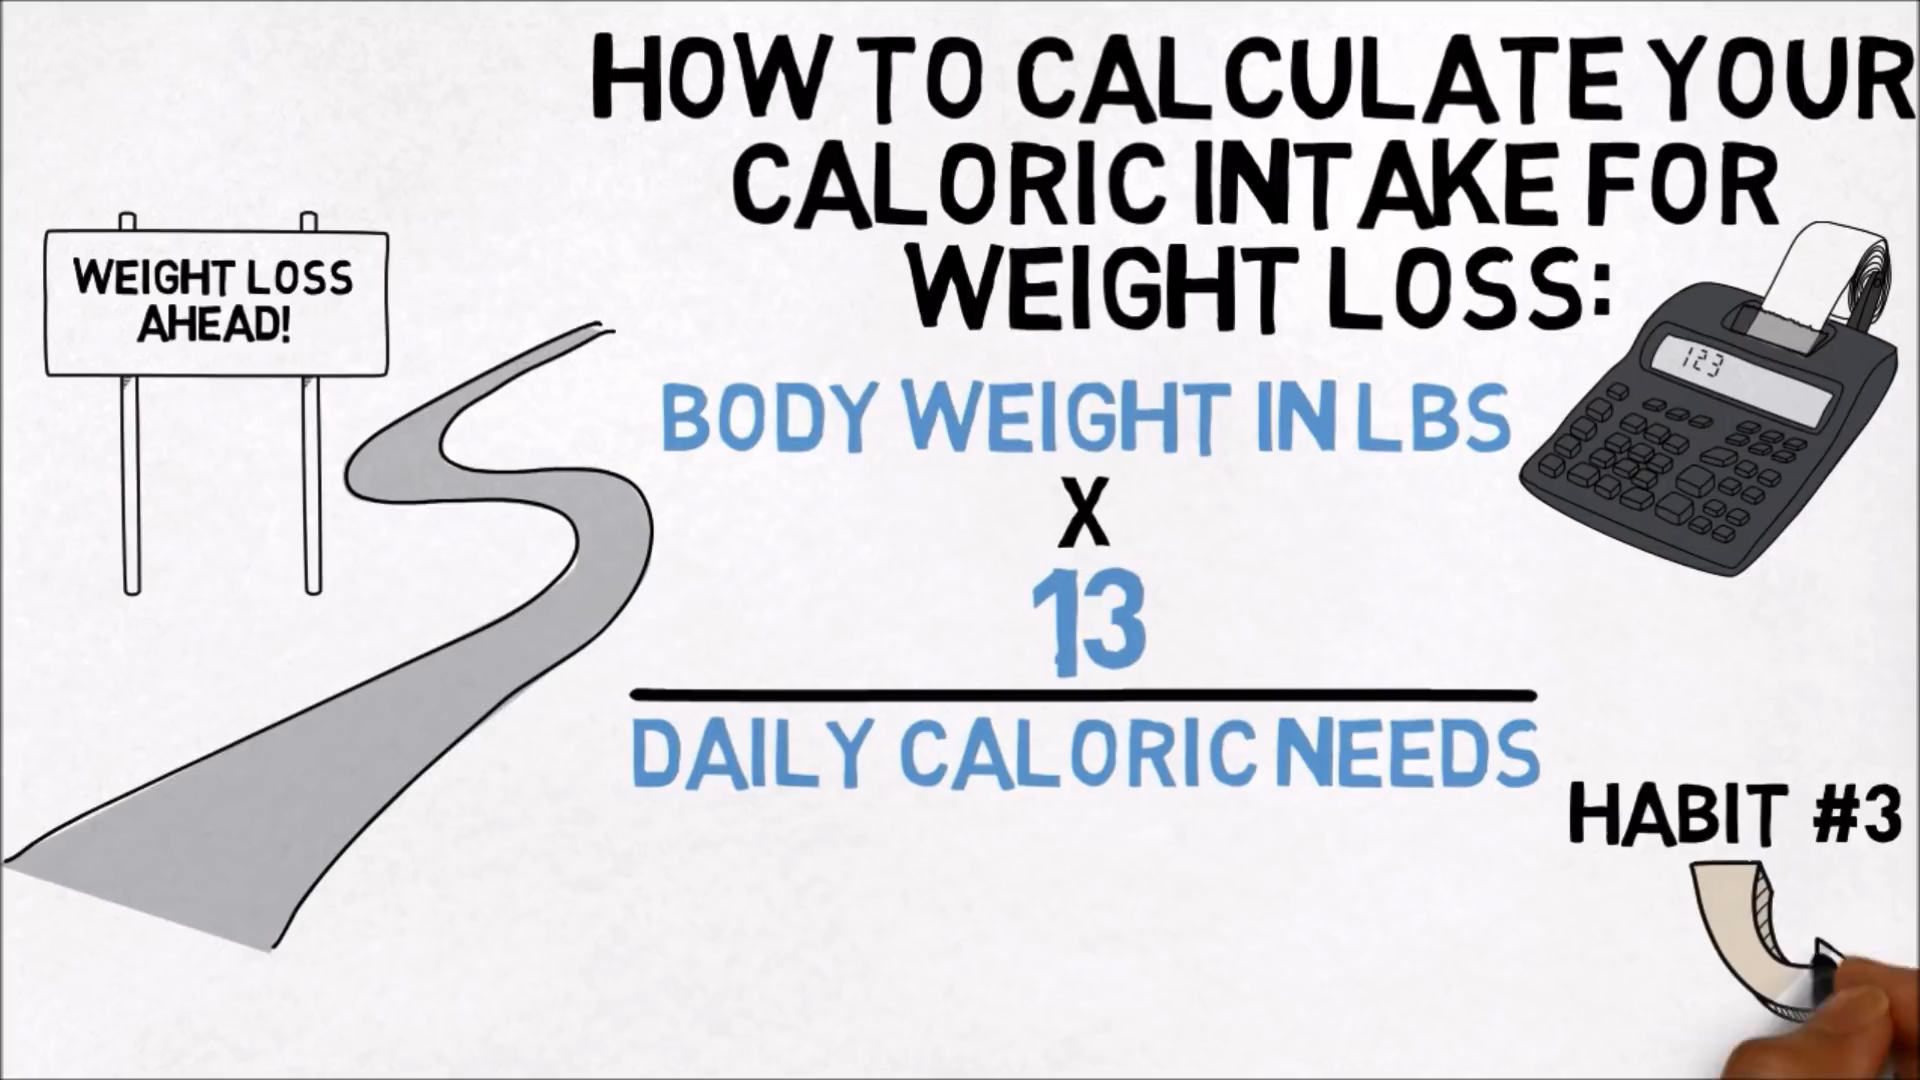 HOW TO CALCULATE YOUR
CALORIC INTAKE FOR
WEIGHT LOSS:
WEIGHT LOSS
AHEAD!
123
BODY WEIGHT IN LBS
X
13
DAILY CALORIC NEEDS
HABIT #3